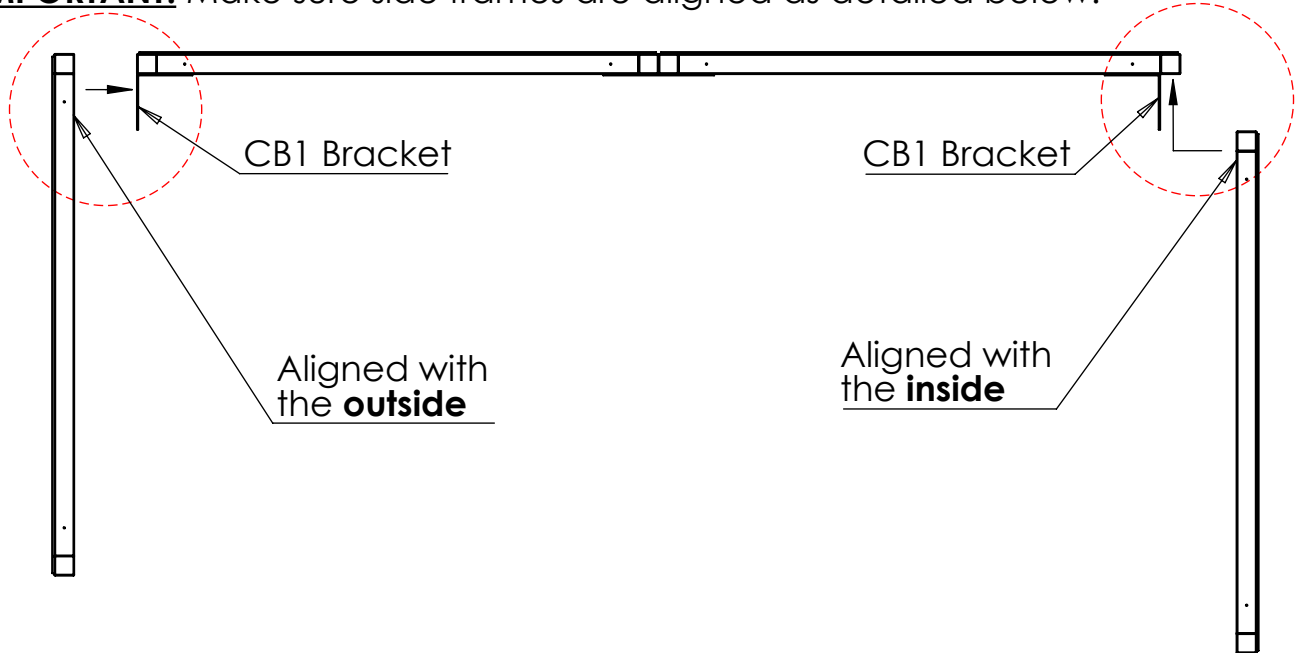 IMPORTANT: Make sure side frames are aligned as detailed below:
CB1 Bracket
CB1 Bracket
Aligned with
the outside
Aligned with
the inside